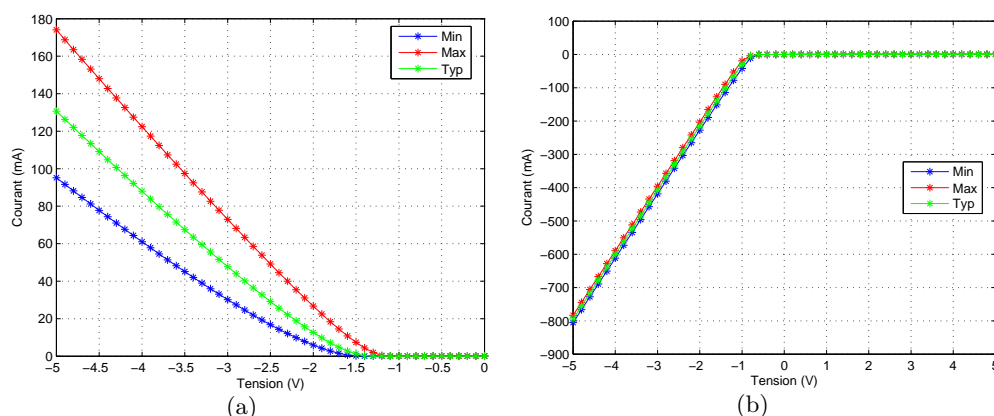 180
160
140
120
100
80
60
40
20
0
Courant (mA)
−5 −4.5 −4 −3.5 −3 −2.5 −2 −1.5 −1 −0.5 0
Tension (V)
Min
Max
Typ
(a)
100
0
−100
−200
−300
−400
−500
−600
−700
−800
−900
Courant (mA)
−5 −4 −3 −2 −1 0 1 2 3 4 5
Tension (V)
Min
Max
Typ
(b)